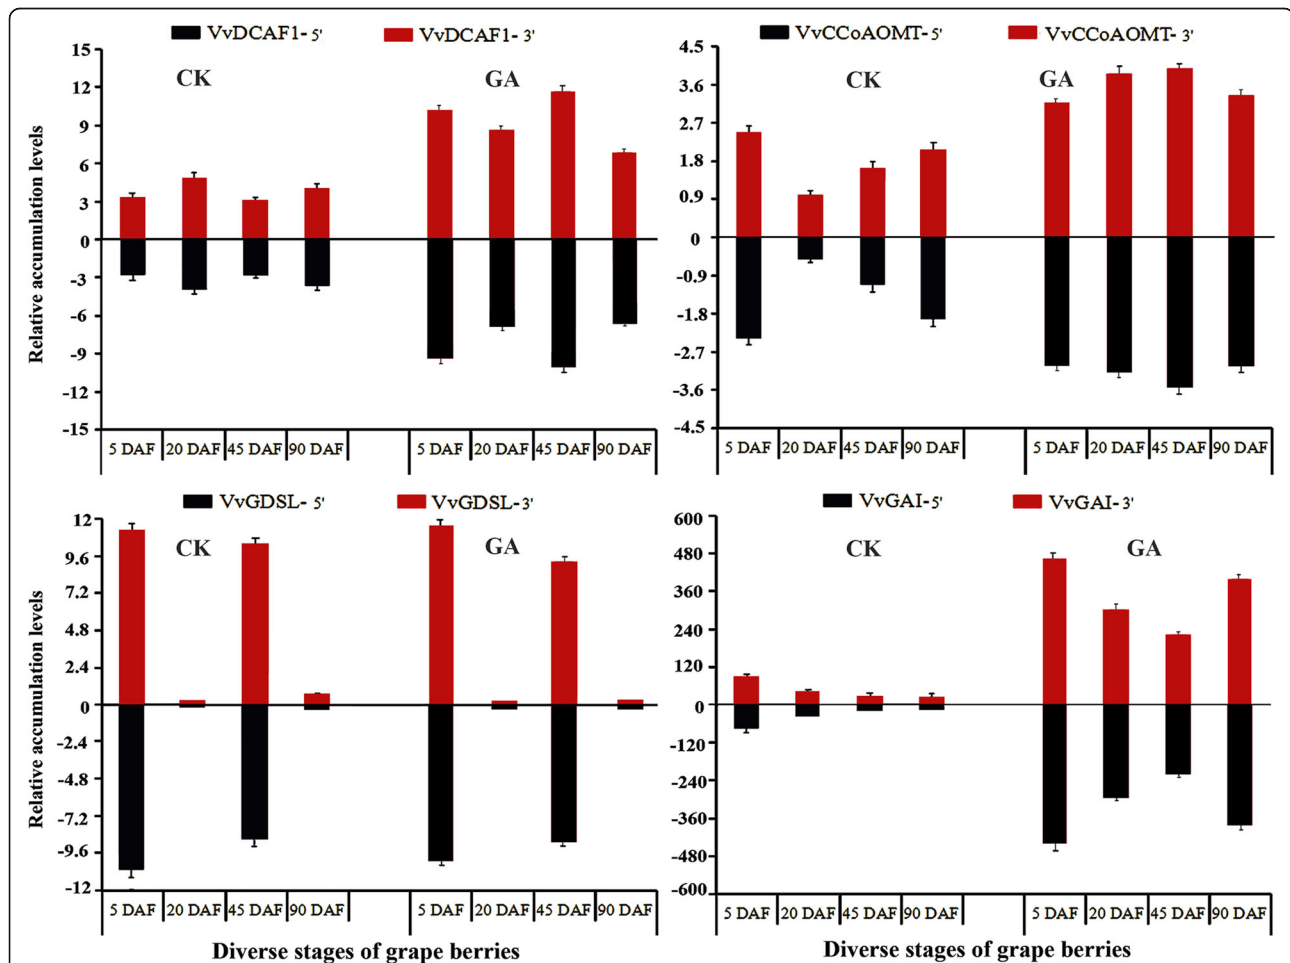 VvDCAF1- 5' VvDCAF1- 3'
CK GA
Relative accumulation levels
15
12
9
6
3
0
-3
-6
-9
-12
-15
5 DAF 20 DAF 45 DAF 90 DAF 5 DAF 20 DAF 45 DAF 90 DAF
VvCCoAOMT-5' VvCCoAOMT- 3'
CK GA
4.5
3.6
2.7
1.8
0.9
0
-0.9
-1.8
-2.7
-3.6
-4.5
5 DAF 20 DAF 45 DAF 90 DAF 5 DAF 20 DAF 45 DAF 90 DAF
VvGDSL- 5' VvGDSL-3'
CK GA
Relative accumulation levels
12
9.6
7.2
4.8
2.4
0
-2.4
-4.8
-7.2
-9.6
-12
5 DAF 20 DAF 45 DAF 90 DAF 5 DAF 20 DAF 45 DAF 90 DAF
Diverse stages of grape berries
VvGAI-5' VvGAI-3'
CK GA
600
480
360
240
120
0
-120
-240
-360
-480
-600
5 DAF 20 DAF 45 DAF 90 DAF 5 DAF 20 DAF 45 DAF 90 DAF
Diverse stages of grape berries